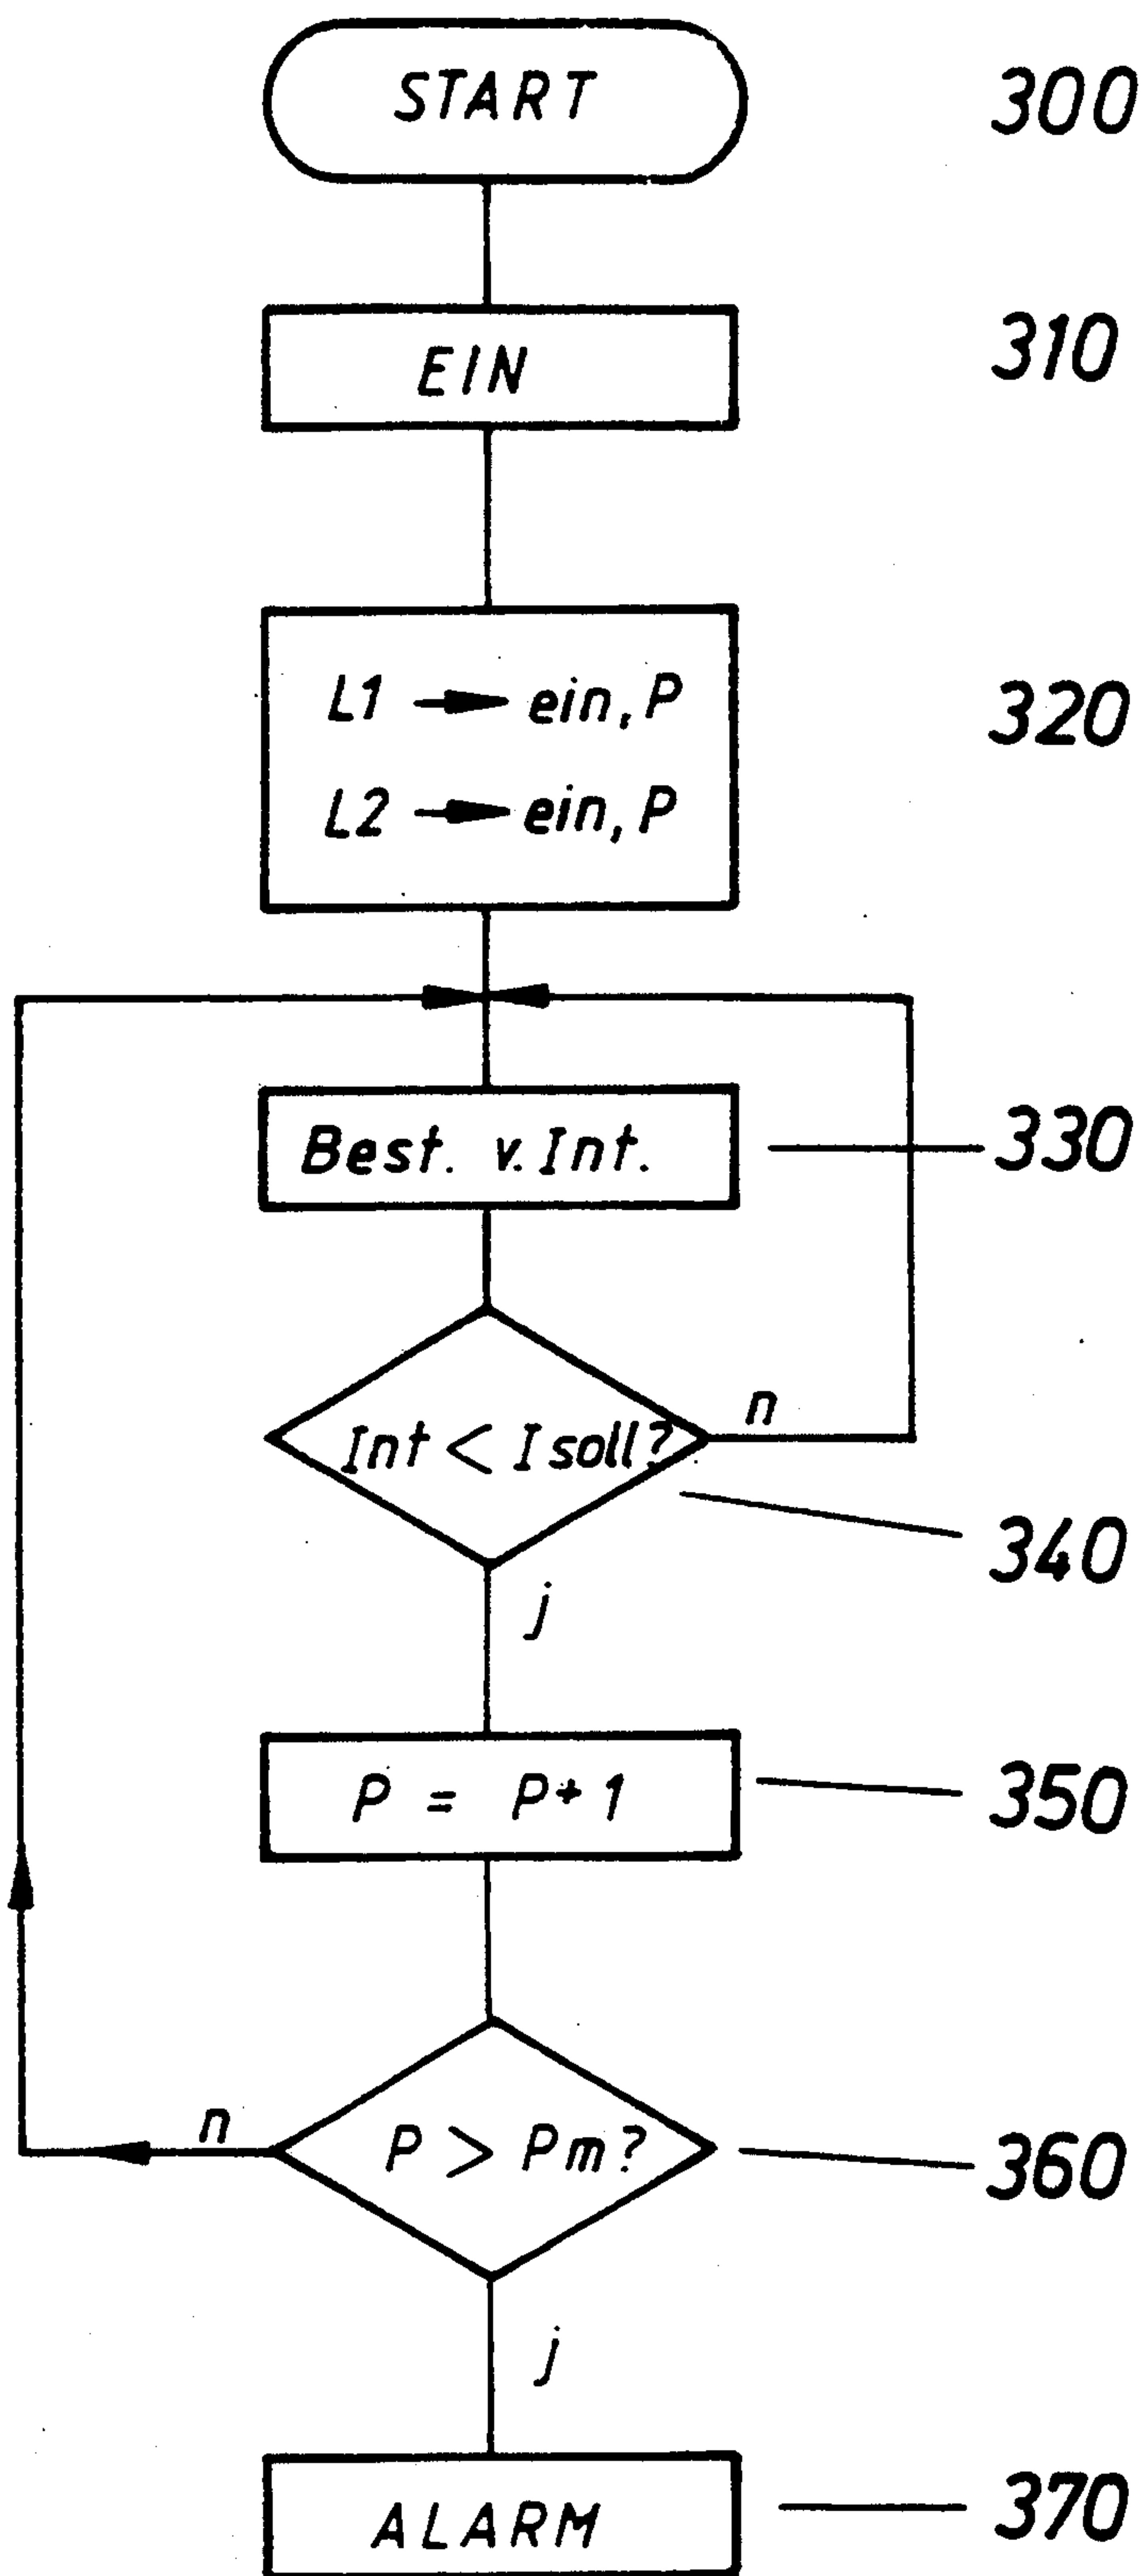 START
300
EIN
310
L1 → ein, P
320
L2 → ein, P
Best. v. Int.
330
n
Int < I soll?
340
j
P = P + 1
350
n
P > Pm?
360
j
ALARM
370